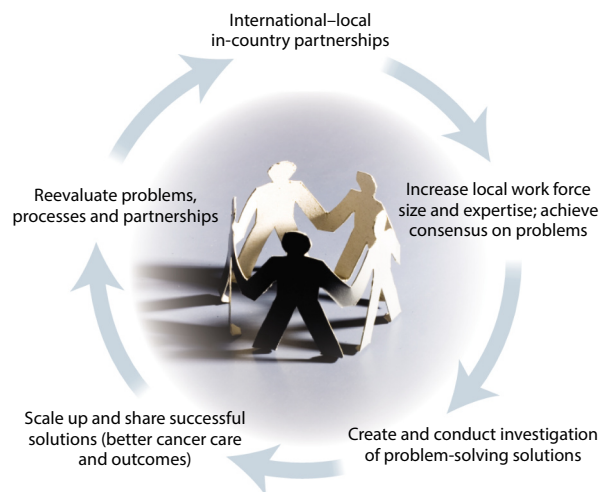 International–local
in-country partnerships
Increase local work force
size and expertise; achieve
consensus on problems
Create and conduct investigation
of problem-solving solutions
Scale up and share successful
solutions (better cancer care
and outcomes)
Reevaluate problems,
processes and partnerships